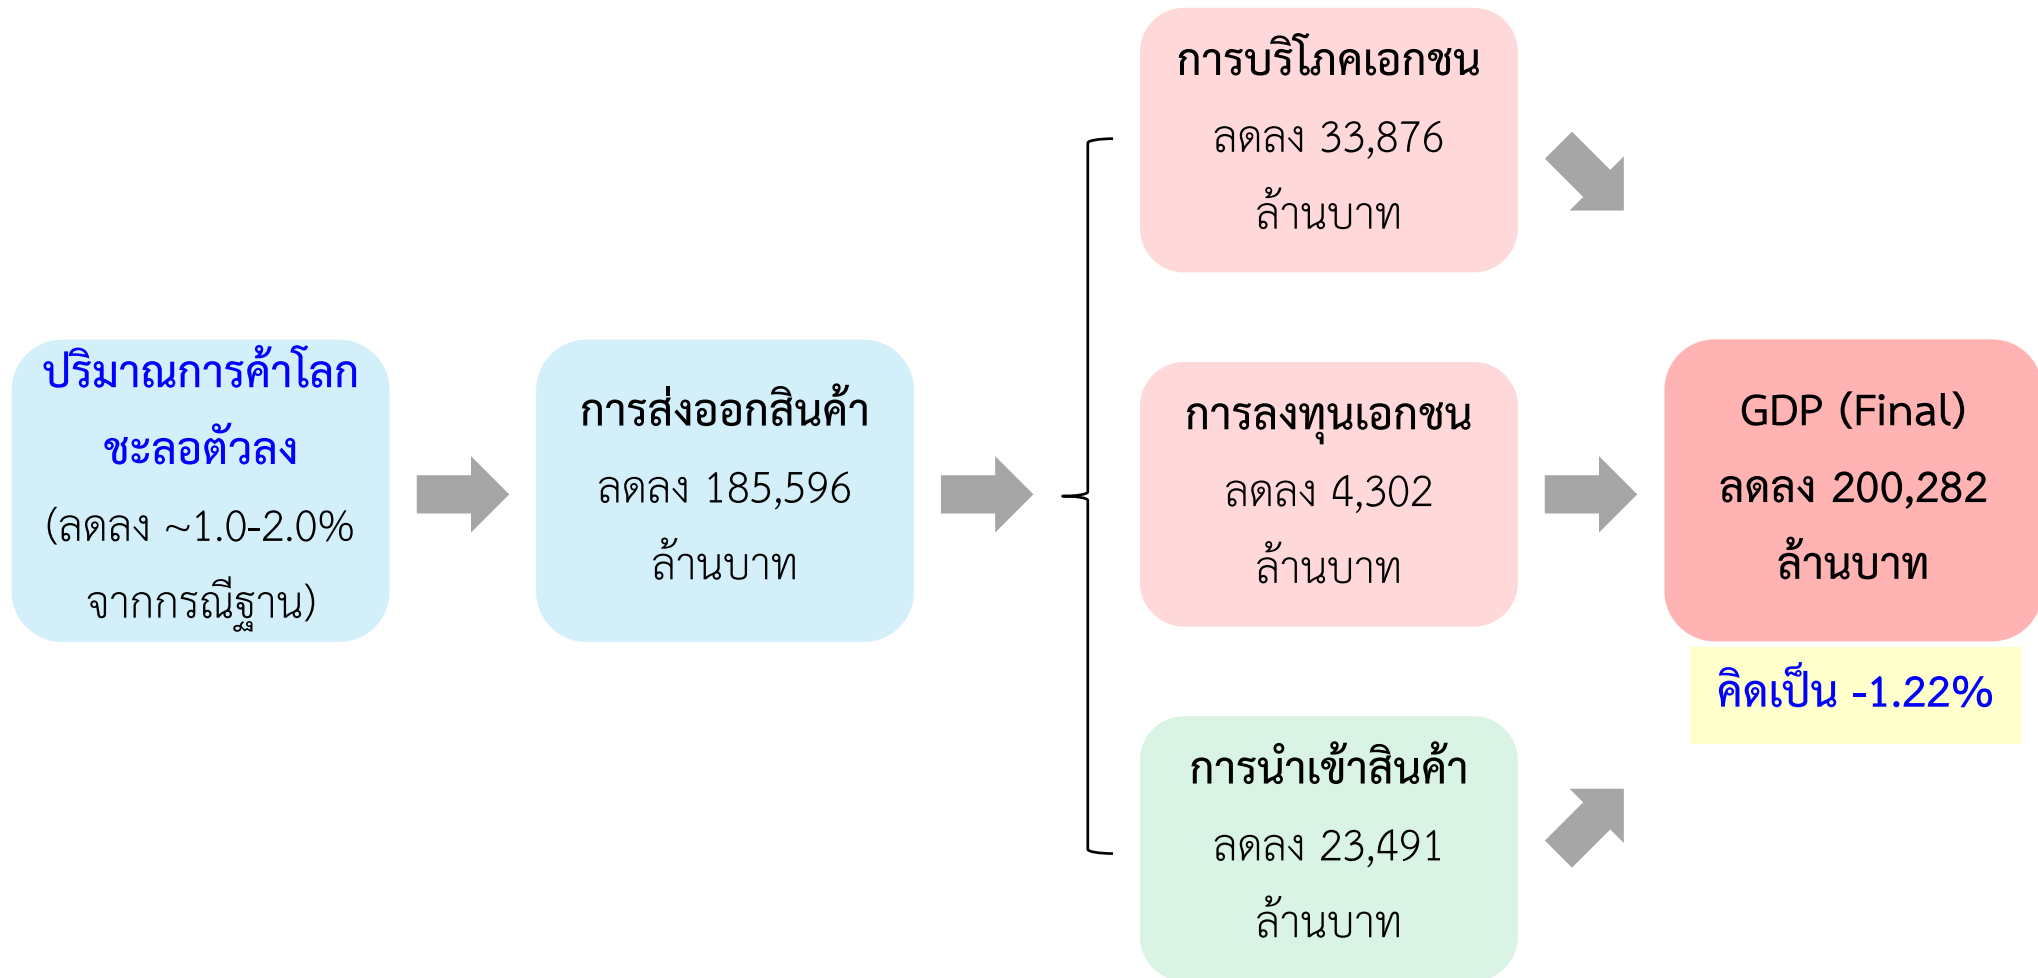 ปริมาณการค้าโลก
ชะลอตัวลง
(ลดลง ~1.0-2.0%
จากกรณีฐาน)
การส่งออกสินค้า
ลดลง 185,596
ล้านบาท
การบริโภคเอกชน
ลดลง 33,876
ล้านบาท
การลงทุนเอกชน
ลดลง 4,302
ล้านบาท
การนำเข้าสินค้า
ลดลง 23,491
ล้านบาท
GDP (Final)
ลดลง 200,282
ล้านบาท
คิดเป็น -1.22%